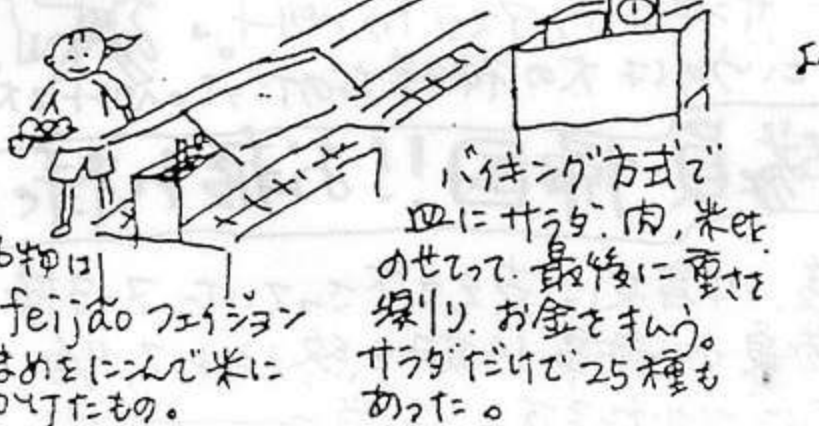 バイキング方式で
皿にサラダ、肉、米etc.
のせてって、最後に重さを
測り、お金を払う。
サラダだけで25種も
あった。
物は
feijão フェイジョン
まめをにこんで米に
かけたもの。